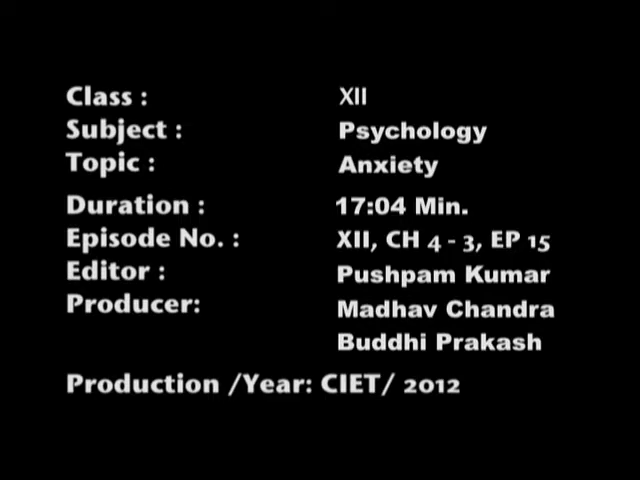 Class : XII
Subject : Psychology
Topic : Anxiety
Duration : 17:04 Min.
Episode No. : XII, CH 4 - 3, EP 15
Editor : Pushpam Kumar
Producer: Madhav Chandra
Buddhi Prakash
Production /Year: CIET/ 2012